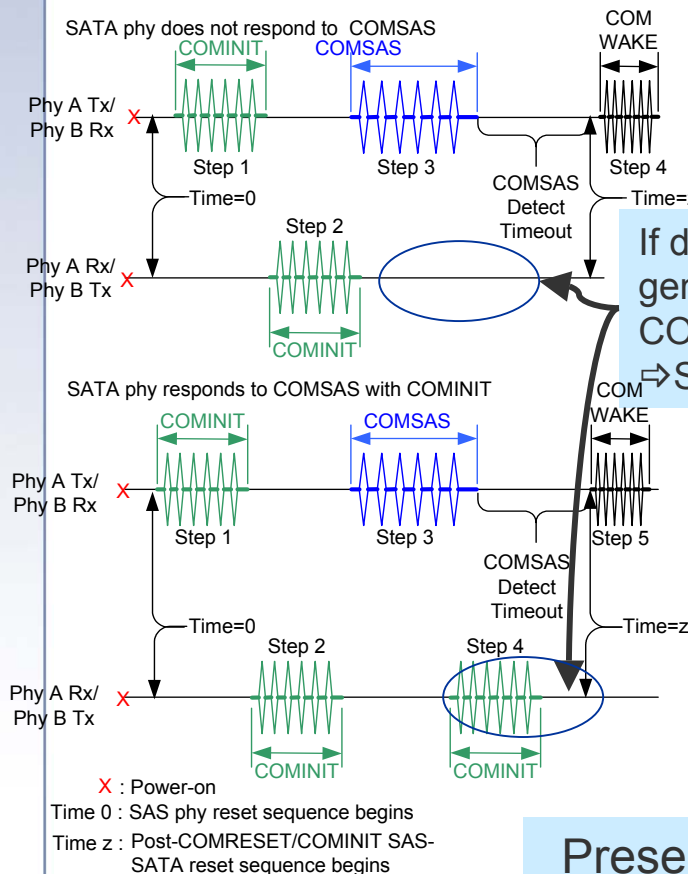 SATA phy does not respond to COMSAS
COMINIT
COMSAS
COM
WAKE
Phy A Tx/
Phy B Rx
X
Step 1
Step 3
Step 4
COMSAS
Detect
Timeout
Time=0
Time=
Step 2
Phy A Rx/
Phy B Tx
X
COMINIT
If
CO
⇨S
SATA phy responds to COMSAS with COMINIT
COMINIT
COMSAS
COM
WAKE
Phy A Tx/
Phy B Rx
X
Step 1
Step 3
Step 5
COMSAS
Detect
Timeout
Time=0
Time=z
Step 2
Step 4
Phy A Rx/
Phy B Tx
X
COMINIT
COMINIT
X : Power-on
Time 0 : SAS phy reset sequence begins
Time z : Post-COMRESET/COMINIT SAS-
SATA reset sequence begins
Prese